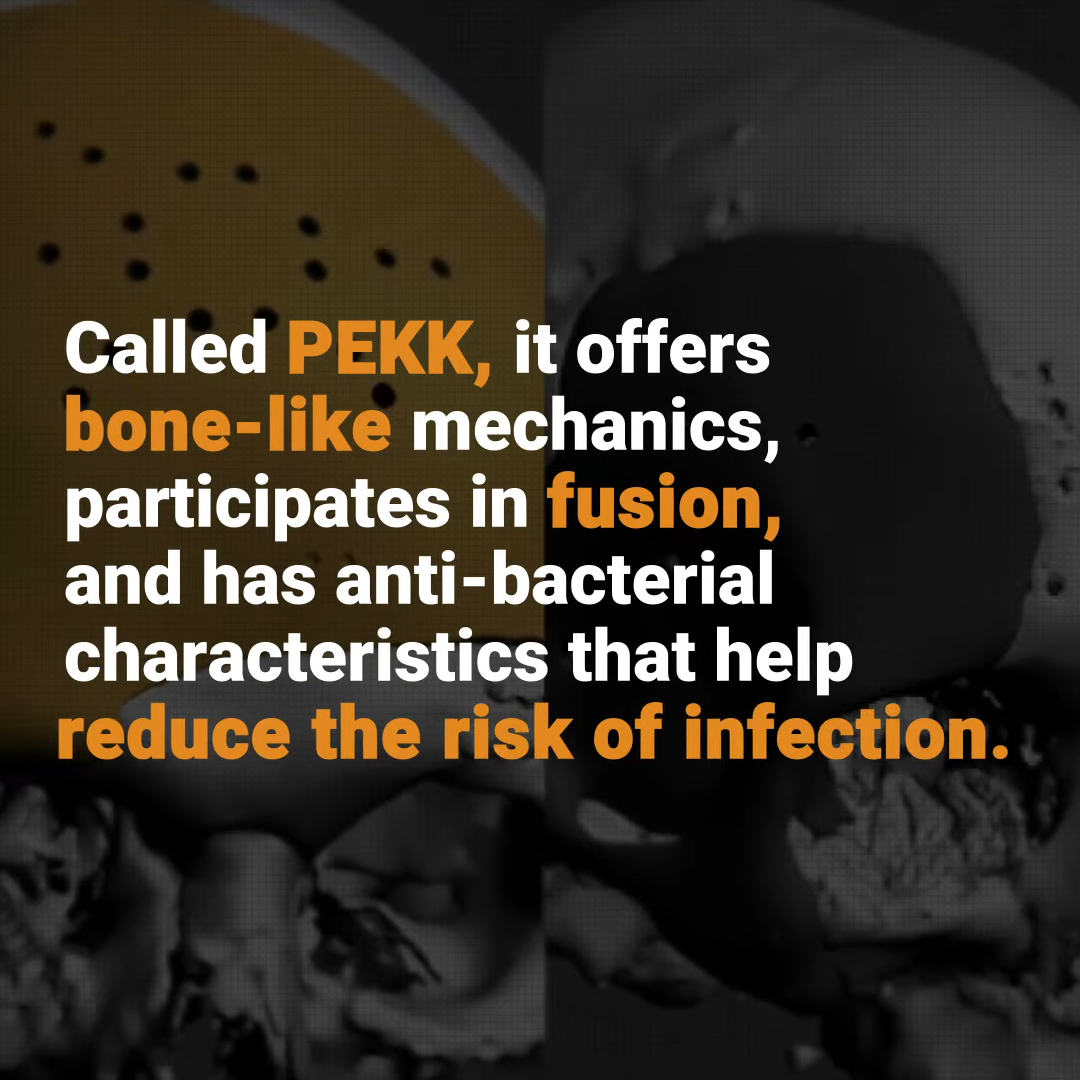 Called PEKK, it offers
bone-like mechanics,
participates in fusion,
and has anti-bacterial
characteristics that help
reduce the risk of infection.